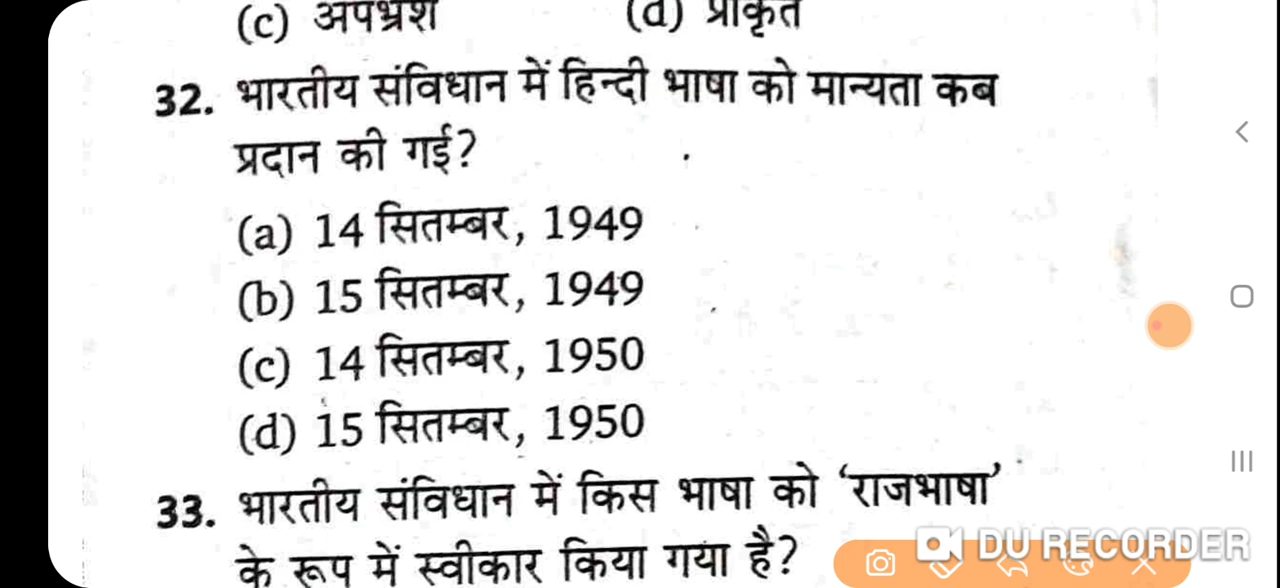 (c) अपभ्रंश (d) प्राकृत
32. भारतीय संविधान में हिन्दी भाषा को मान्यता कब
प्रदान की गई?
(a) 14 सितम्बर, 1949
(b) 15 सितम्बर, 1949
(c) 14 सितम्बर, 1950
(d) 15 सितम्बर, 1950
33. भारतीय संविधान में किस भाषा को ‘राजभाषा’
के रूप में स्वीकार किया गया है?
DU RECORDER